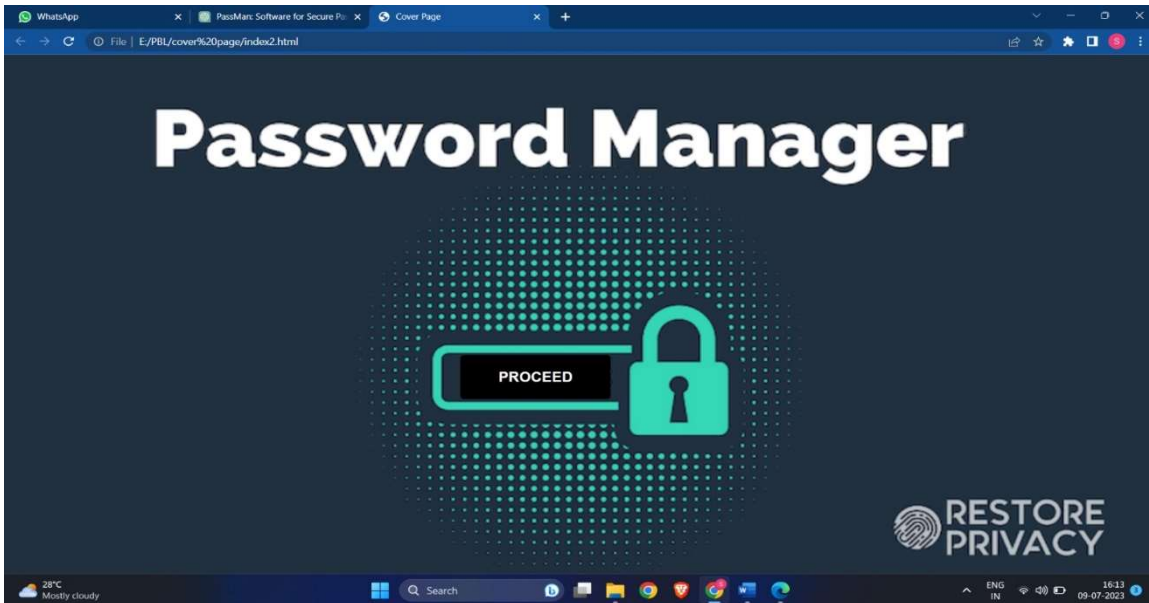 WhatsApp
PassMan: Software for Secure Pa
Cover Page
File | E:/PBL/cover%20page/index2.html
S
Password Manager
PROCEED
RESTORE
PRIVACY
28°C
Mostly cloudy
Search
ENG
IN
16:13
09-07-2023